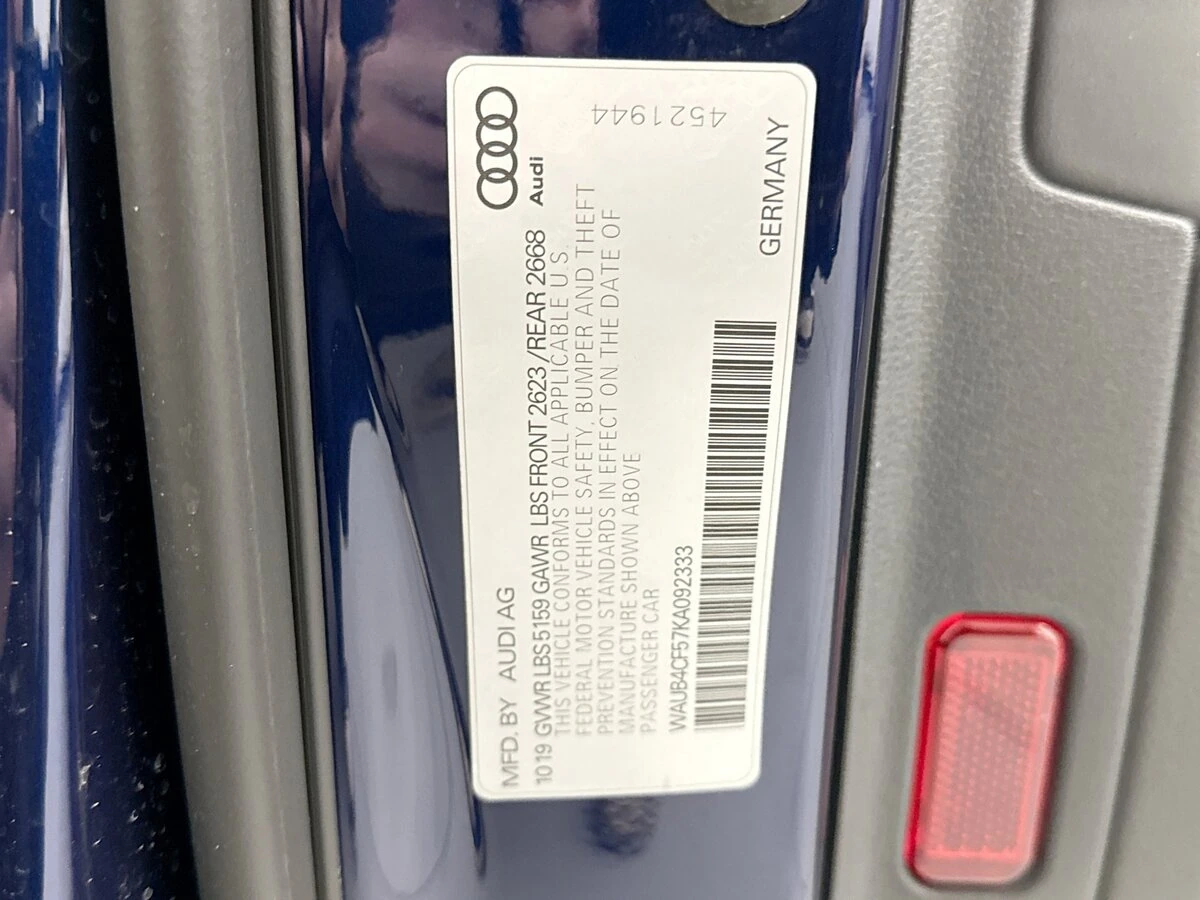 MFD. BY AUDI AG
Audi
1019 GVWR LBS 5159 GAWR LBS FRONT 2623 /REAR 2668
THIS VEHICLE CONFORMS TO ALL APPLICABLE U.S.
FEDERAL MOTOR VEHICLE SAFETY, BUMPER AND THEFT
PREVENTION STANDARDS IN EFFECT ON THE DATE OF
MANUFACTURE SHOWN ABOVE
PASSENGER CAR
WAUB4CF57KA092333
GERMANY
4521944